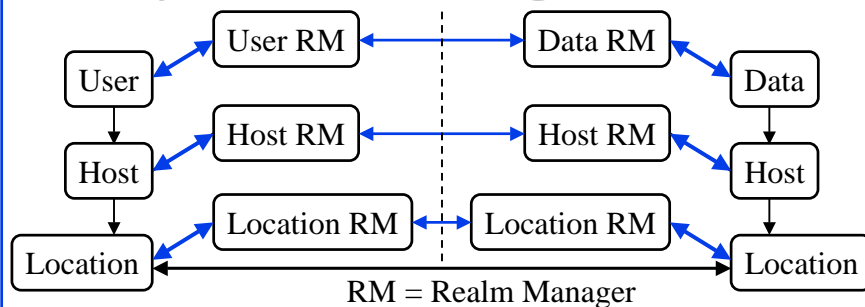 User RM
Data RM
User
Data
Host RM
Host RM
Host
Host
Location RM
Location RM
Location
Location
RM = Realm Manager